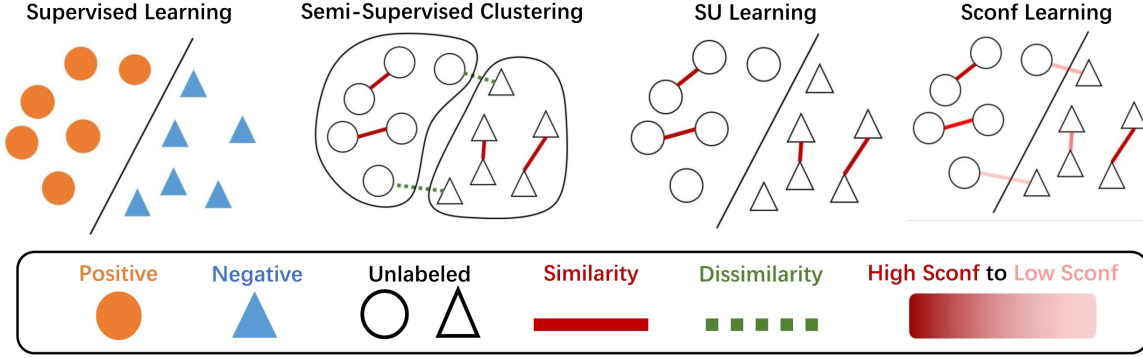 Supervised Learning
Semi-Supervised Clustering
SU Learning
Sconf Learning
Positive
Negative
Unlabeled
Similarity
Dissimilarity
High Sconf to Low Sconf